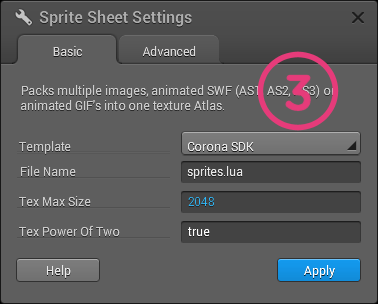 Sprite Sheet Settings
Basic
Advanced
Packs multiple images, animated SWF (AS1, AS2, AS3) or
animated GIF's into one texture Atlas.
3
Template
Corona SDK
File Name
sprites.lua
Tex Max Size
2048
Tex Power Of Two
true
Help
Apply